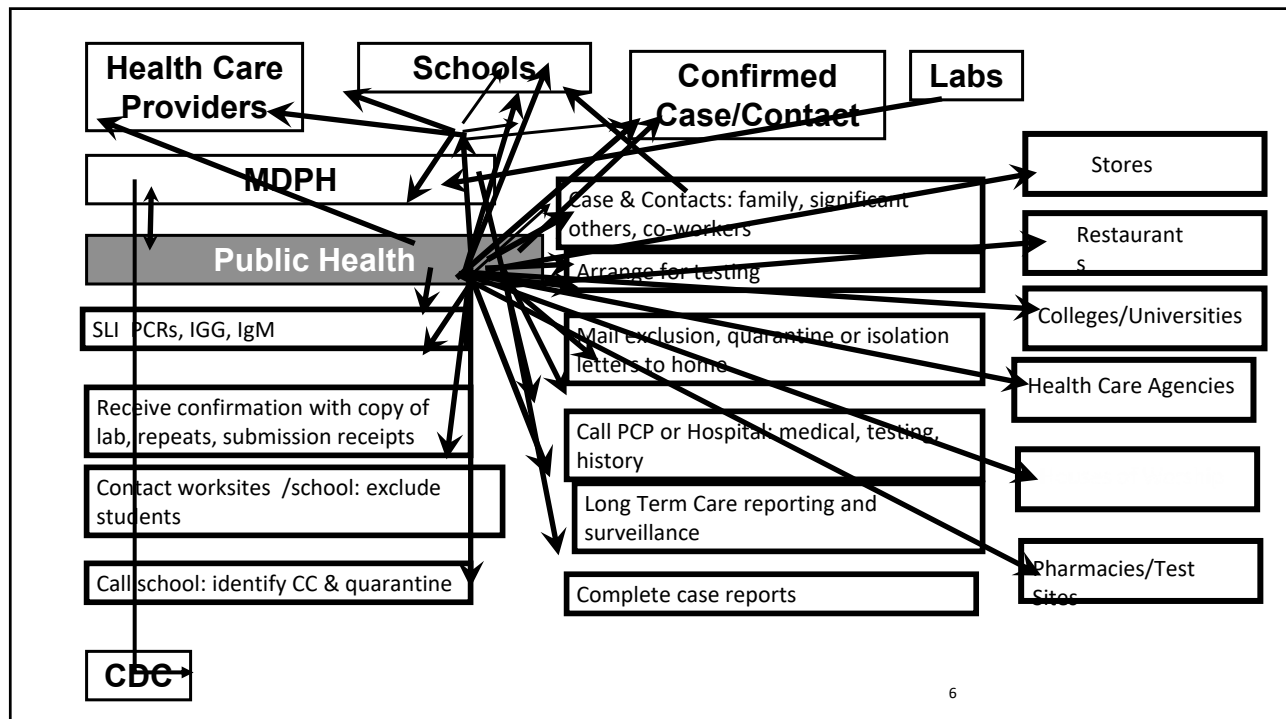 Health Care
Providers
Schools
Confirmed
Case/Contact
Labs
MDPH
Public Health
SLI PCRs, IGG, IgM
Receive confirmation with copy of
lab, repeats, submission receipts
Contact worksites /school: exclude
students
Call school: identify CC & quarantine
CDC
Case & Contacts: family, significant
others, co-workers
Arrange for testing
Mail exclusion, quarantine or isolation
letters to home
Call PCP or Hospital: medical, testing,
history
Long Term Care reporting and
surveillance
Complete case reports
Stores
Restaurant
s
Colleges/Universities
Health Care Agencies
Pharmacies/Test
Sites
6